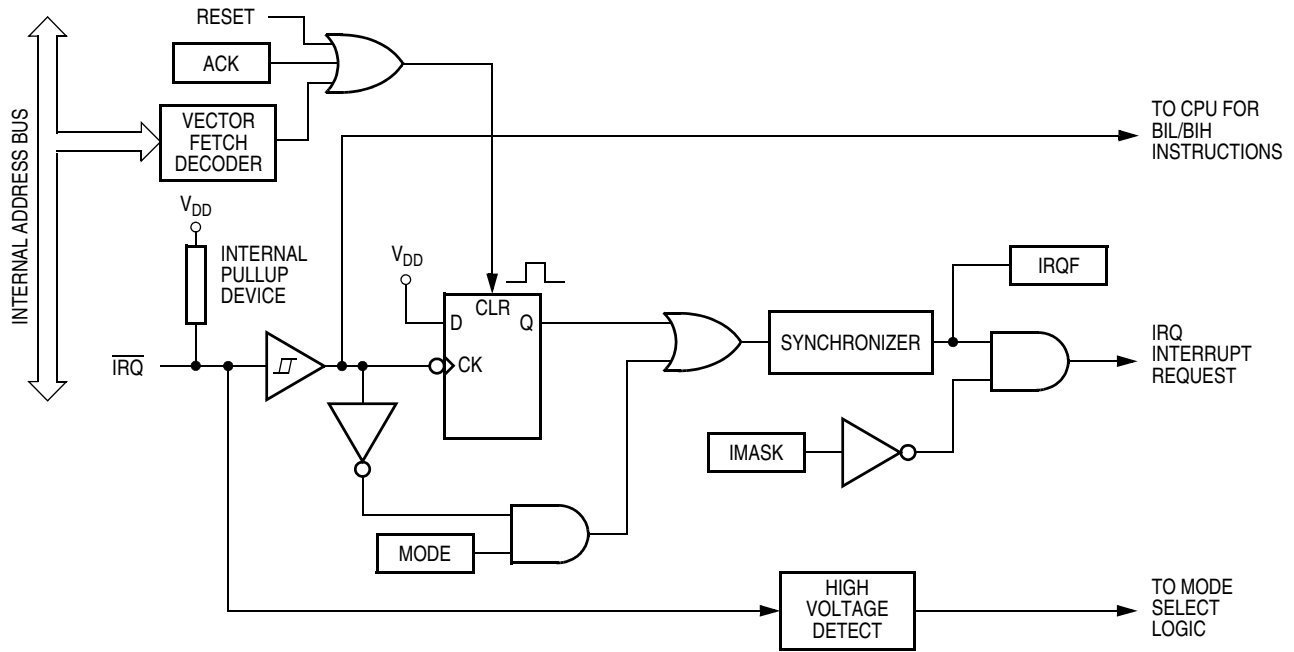 RESET
ACK
INTERNAL ADDRESS BUS
VECTOR
FETCH
DECODER
TO CPU FOR
BIL/BIH
INSTRUCTIONS
VDD
INTERNAL
PULLUP
DEVICE
VDD
CLR
D
Q
CK
IRQF
SYNCHRONIZER
IRQ
INTERRUPT
REQUEST
IRQ
IMASK
MODE
HIGH
VOLTAGE
DETECT
TO MODE
SELECT
LOGIC